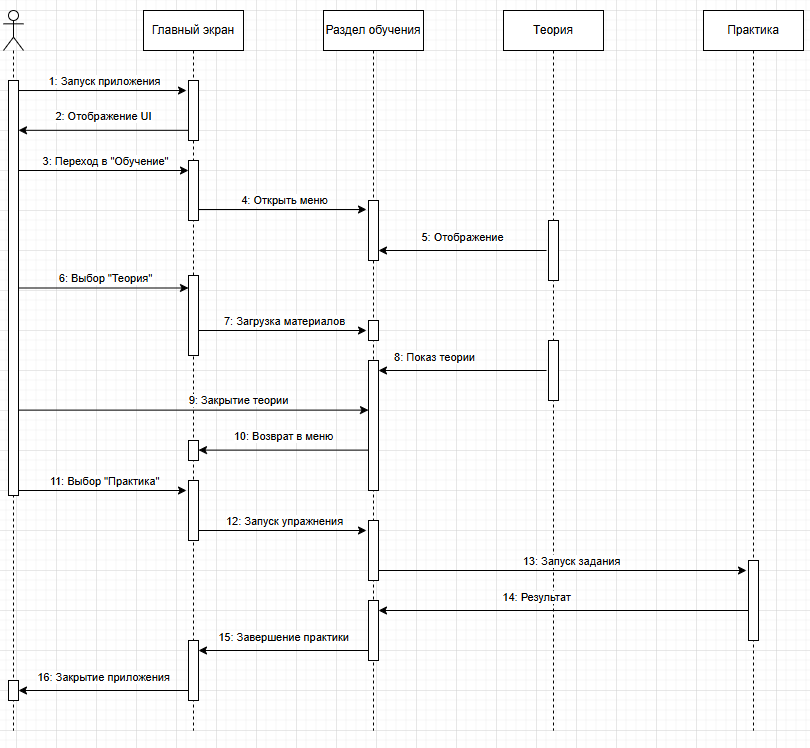 Главный экран
Раздел обучения
Теория
Практика
1: Запуск приложения
2: Отображение UI
3: Переход в "Обучение"
4: Открыть меню
5: Отображение
6: Выбор "Теория"
7: Загрузка материалов
8: Показ теории
9: Закрытие теории
10: Возврат в меню
11: Выбор "Практика"
12: Запуск упражнения
13: Запуск задания
14: Результат
15: Завершение практики
16: Закрытие приложения